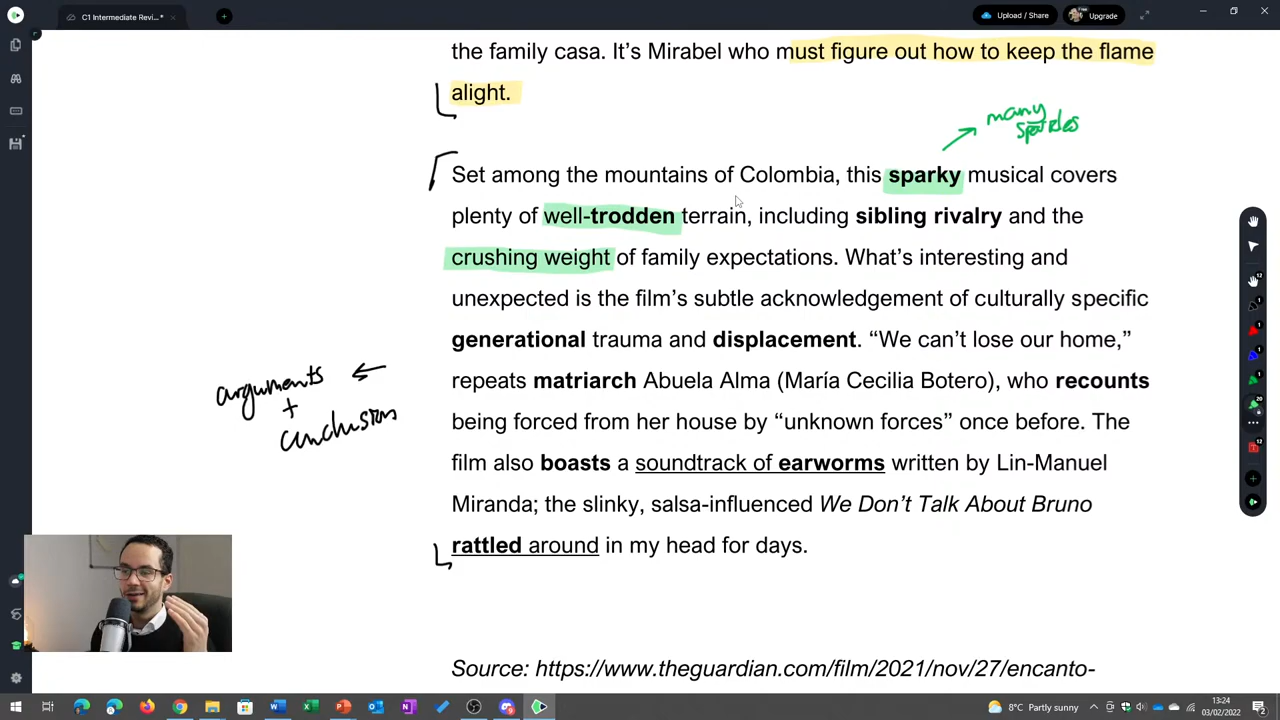 C1 Intermediate Revi...*
Upload / Share
Free
Upgrade
the family casa. It’s Mirabel who must figure out how to keep the flame
alight.
many
sparkles
Set among the mountains of Colombia, this sparky musical covers
plenty of well-trodden terrain, including sibling rivalry and the
crushing weight of family expectations. What’s interesting and
unexpected is the film’s subtle acknowledgement of culturally specific
generational trauma and displacement. “We can’t lose our home,”
arguments
+
conclusions
repeats matriarch Abuela Alma (María Cecilia Botero), who recounts
being forced from her house by “unknown forces” once before. The
film also boasts a soundtrack of earworms written by Lin-Manuel
Miranda; the slinky, salsa-influenced We Don’t Talk About Bruno
rattled around in my head for days.
Source: https://www.theguardian.com/film/2021/nov/27/encanto-
8°C Partly sunny
13:24
03/02/2022